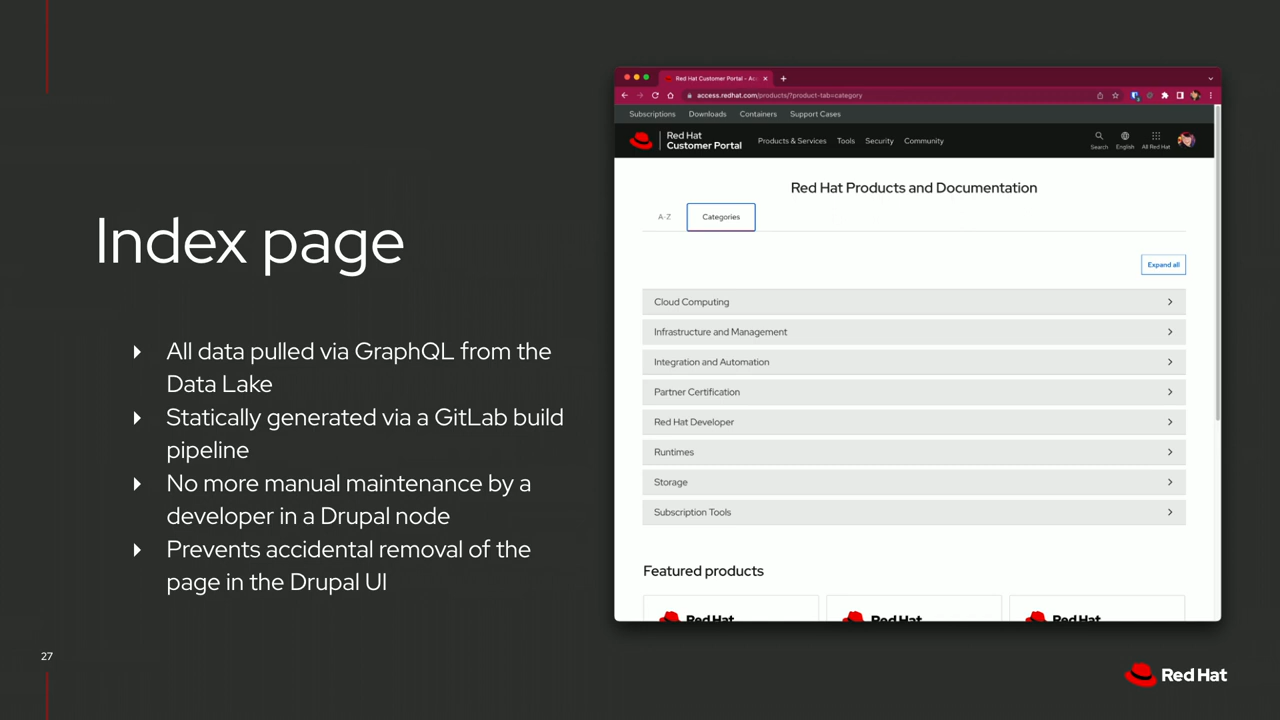 Index page
All data pulled via GraphQL from the
Data Lake
Statically generated via a GitLab build
pipeline
No more manual maintenance by a
developer in a Drupal node
Prevents accidental removal of the
page in the Drupal UI
27
Red Hat Customer Portal - Ac
access.redhat.com/products/?product-tab=category
Subscriptions Downloads Containers Support Cases
Red Hat
Customer Portal
Products & Services Tools Security Community
Search English All Red Hat
Red Hat Products and Documentation
A-Z Categories
Expand all
Cloud Computing
Infrastructure and Management
Integration and Automation
Partner Certification
Red Hat Developer
Runtimes
Storage
Subscription Tools
Featured products
Red Hat Red Hat Red Hat
Red Hat